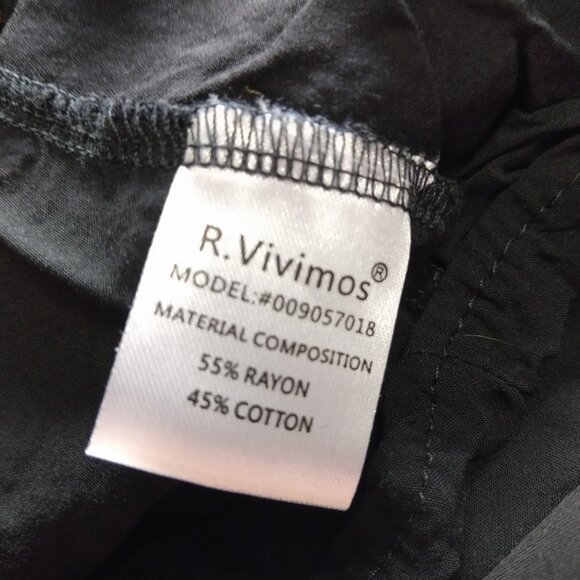 R.Vivimos®
MODEL:#009057018
MATERIAL COMPOSITION
55% RAYON
45% COTTON